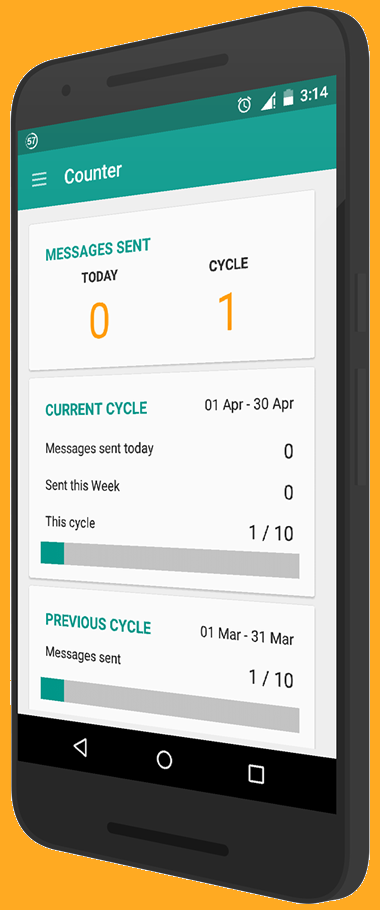 57 3:14
Counter
MESSAGES SENT
TODAY CYCLE
0 1
CURRENT CYCLE 01 Apr - 30 Apr
Messages sent today 0
Sent this Week 0
This cycle 1 / 10
PREVIOUS CYCLE 01 Mar - 31 Mar
Messages sent 1 / 10